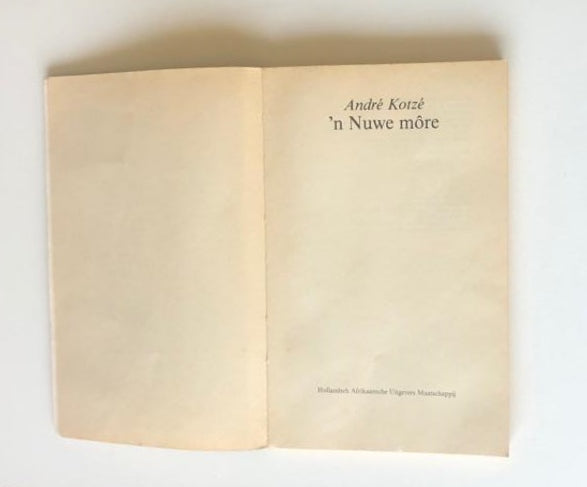 André Kotzé
’n Nuwe môre
Hollandsch Afrikaansche Uitgevers Maatschappij